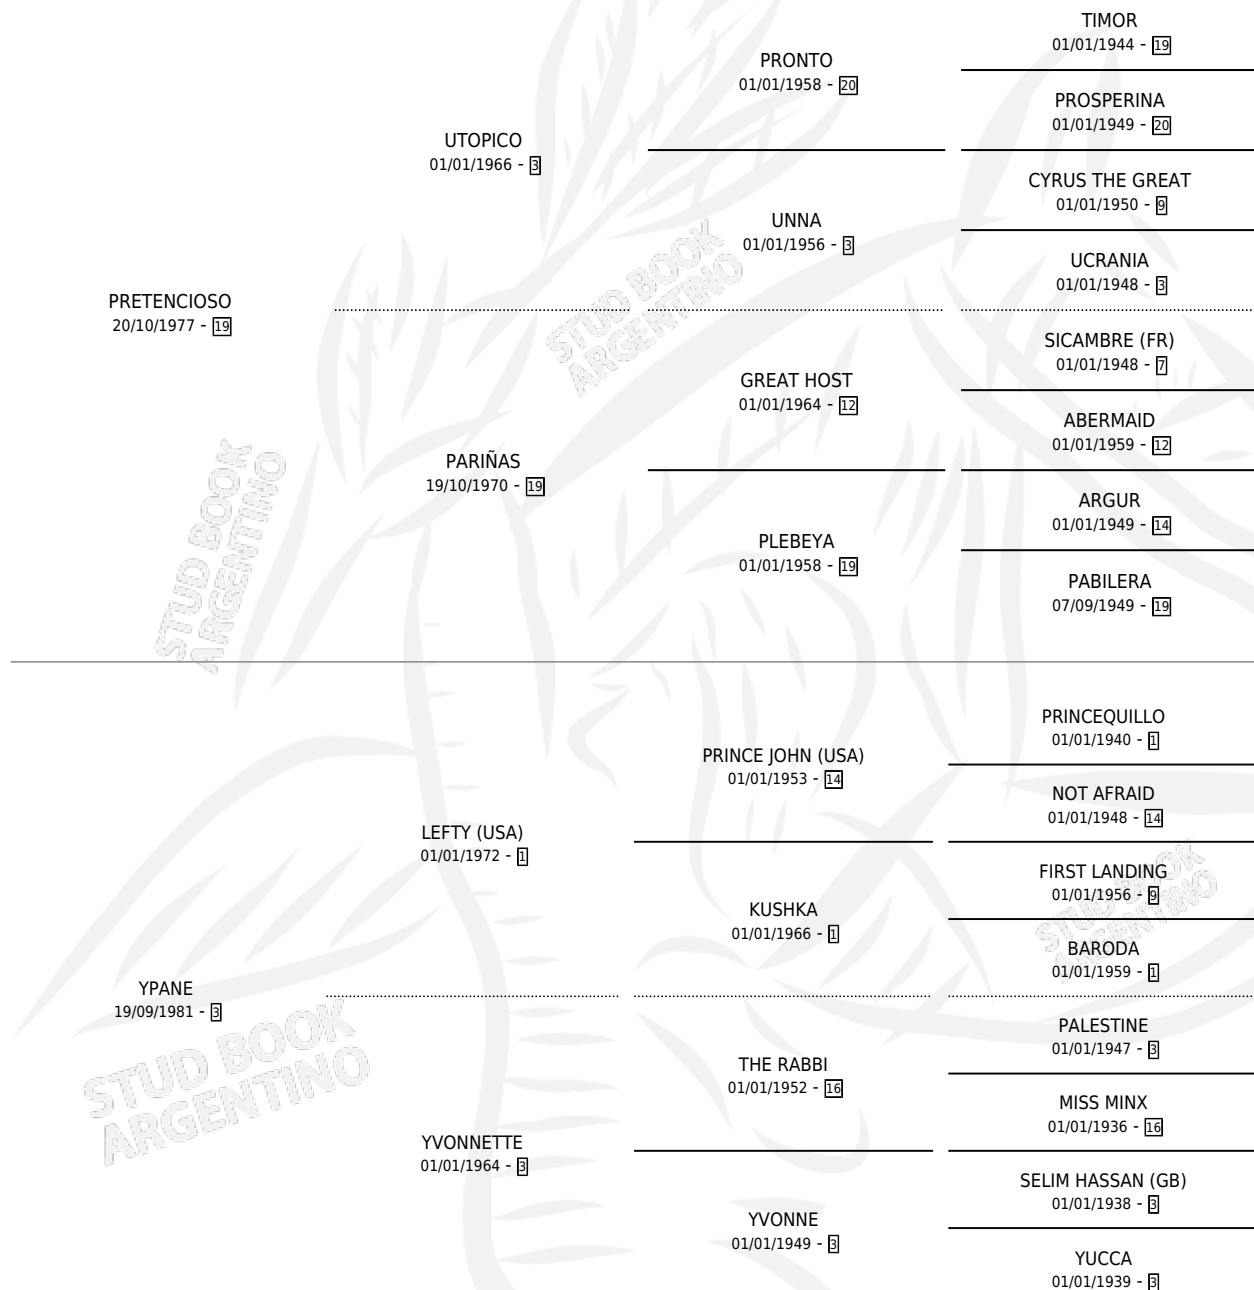 TIMOR
01/01/1944 - 19
PRONTO
01/01/1958 - 20
PROSPERINA
01/01/1949 - 20
UTOPICO
01/01/1966 - 3
CYRUS THE GREAT
01/01/1950 - 9
UNNA
01/01/1956 - 3
UCRANIA
01/01/1948 - 3
PRETENCIOSO
20/10/1977 - 19
SICAMBRE (FR)
01/01/1948 - 7
GREAT HOST
01/01/1964 - 12
ABERMAID
01/01/1959 - 12
PARIÑAS
19/10/1970 - 19
ARGUR
01/01/1949 - 14
PLEBEYA
01/01/1958 - 19
PABILERA
07/09/1949 - 19
PRINCEQUILLO
01/01/1940 - 1
PRINCE JOHN (USA)
01/01/1953 - 14
NOT AFRAID
01/01/1948 - 14
LEFTY (USA)
01/01/1972 - 1
FIRST LANDING
01/01/1956 - 9
KUSHKA
01/01/1966 - 1
BARODA
01/01/1959 - 1
YPANE
19/09/1981 - 3
PALESTINE
01/01/1947 - 3
THE RABBI
01/01/1952 - 16
MISS MINX
01/01/1936 - 16
YVONNETTE
01/01/1964 - 3
SELIM HASSAN (GB)
01/01/1938 - 3
YVONNE
01/01/1949 - 3
YUCCA
01/01/1939 - 3
STUD BOOK
ARGENTINO
STUD BOOK
ARGENTINO
STUD BOOK
ARGENTINO
STUD BOOK
ARGENTINO